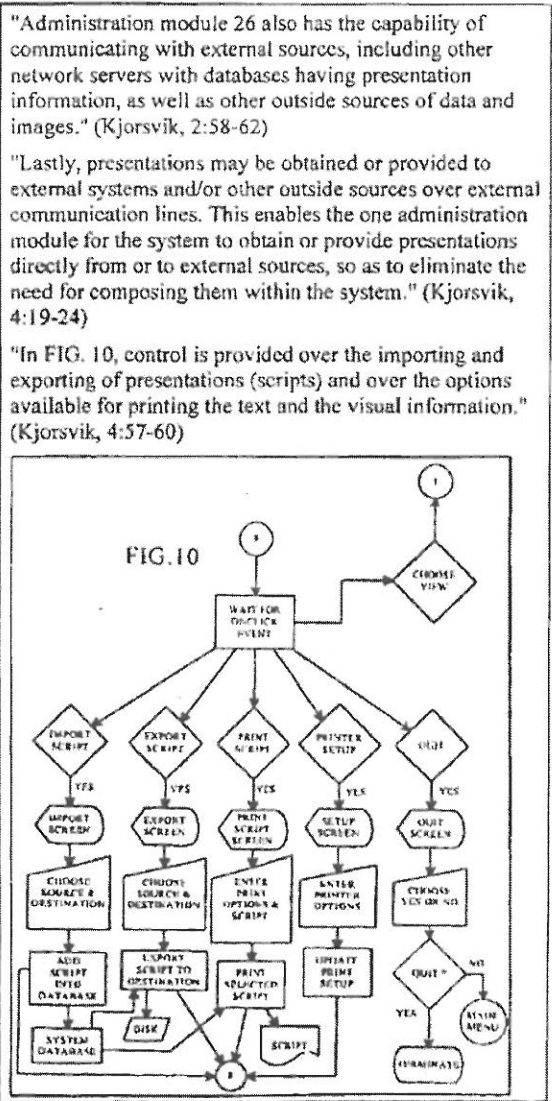 "Administration module 26 also has the capability of
communicating with external sources, including other
network servers with databases having presentation
information, as well as other outside sources of data and
images." (Kjorsvik, 2:58-62)
"Lastly, presentations may be obtained or provided to
external systems and/or other outside sources over external
communication lines. This enables the one administration
module for the system to obtain or provide presentations
directly from or to external sources, so as to eliminate the
need for composing them within the system." (Kjorsvik,
4:19-24)
"In FIG. 10, control is provided over the importing and
exporting of presentations (scripts) and over the options
available for printing the text and the visual information."
(Kjorsvik, 4:57-60)
FIG.10
CHOOSE
VIEW
WAIT FOR
ONCLICK
EVENT
IMPORT
SCRIPT
EXPORT
SCRIPT
PRINT
SCRIPT
PRINTER
SETUP
QUIT
YES
YES
YES
YES
YES
IMPORT
SCREEN
EXPORT
SCREEN
PRINT
SCRIPT
SCREEN
SETUP
SCREEN
QUIT
SCREEN
CHOOSE
SOURCE &
DESTINATION
CHOOSE
SOURCE &
DESTINATION
ENTER
PRINT
OPTIONS &
SCRIPT
ENTER
PRINTER
OPTIONS
CHOOSE
YES OR NO
ADD
SCRIPT
INTO
DATABASE
EXPORT
SCRIPT TO
DESTINATION
PRINT
SELECTED
SCRIPT
UPDATE
PRINT
SETUP
QUIT ?
NO
YES
SYSTEM
DATABASE
DISK
SCRIPT
MAIN
MENU
TERMINATE